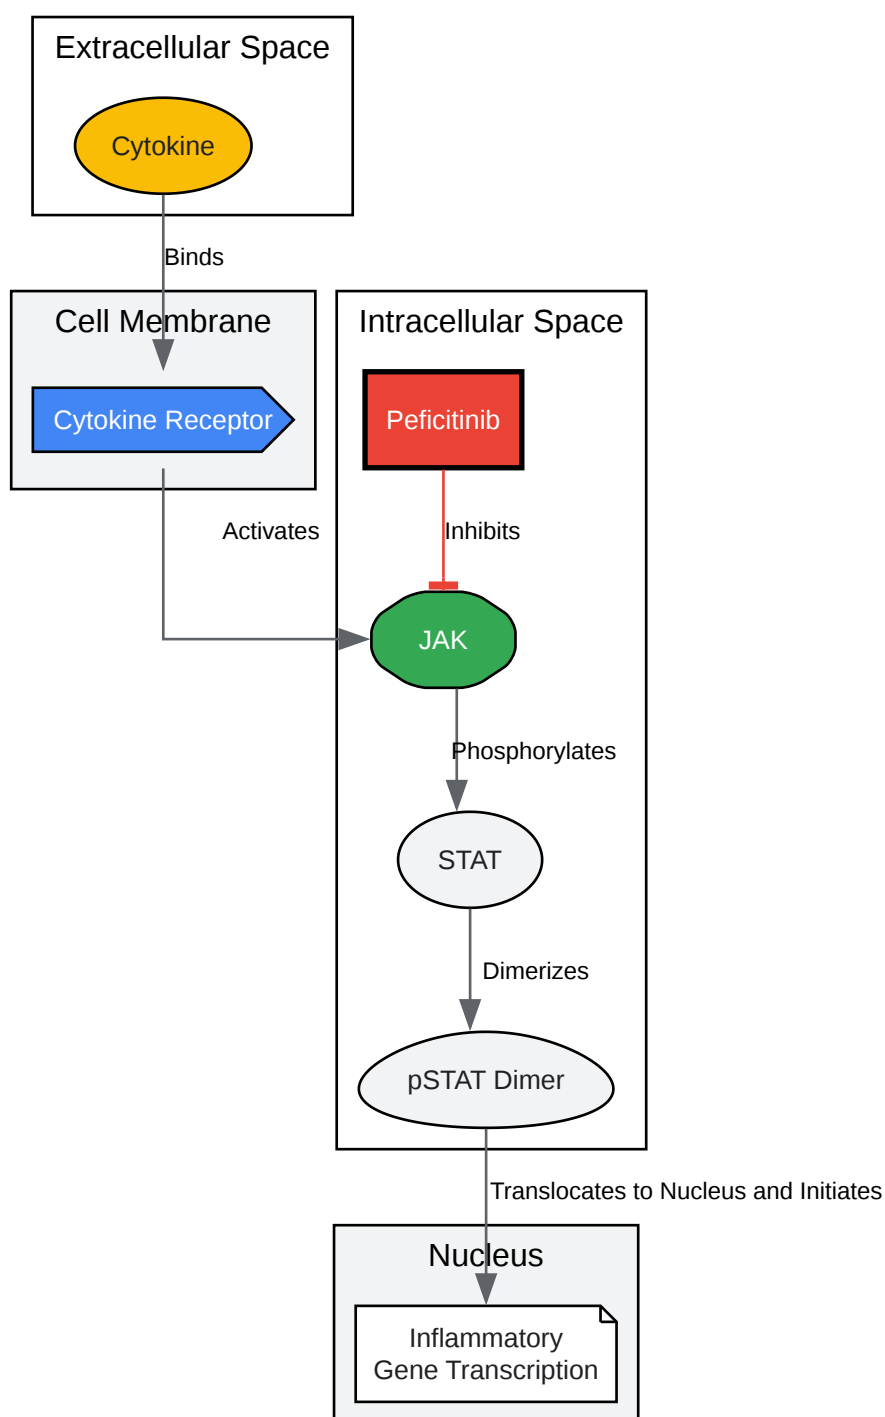 Extracellular Space
Cytokine
Binds
Cell Membrane
Cytokine Receptor
Activates
Intracellular Space
Peficitinib
Inhibits
JAK
Phosphorylates
STAT
Dimerizes
pSTAT Dimer
Translocates to Nucleus and Initiates
Nucleus
Inflammatory
Gene Transcription